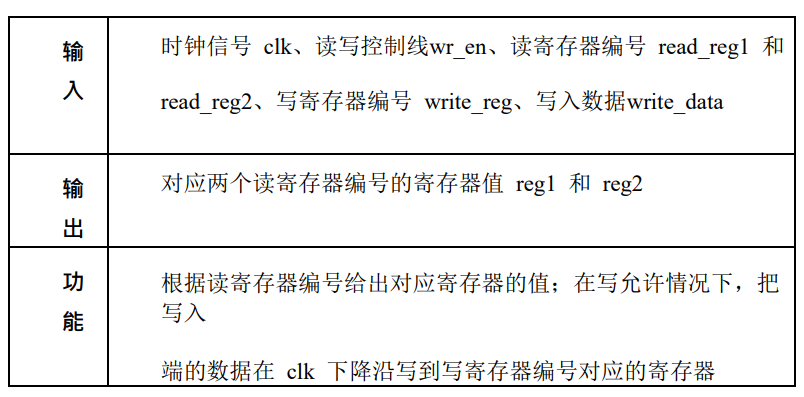 输
入
时钟信号 clk、读写控制线wr_en、读寄存器编号 read_reg1 和
read_reg2、写寄存器编号 write_reg、写入数据write_data
输
出
对应两个读寄存器编号的寄存器值 reg1 和 reg2
功
能
根据读寄存器编号给出对应寄存器的值；在写允许情况下，把
写入
端的数据在 clk 下降沿写到写寄存器编号对应的寄存器